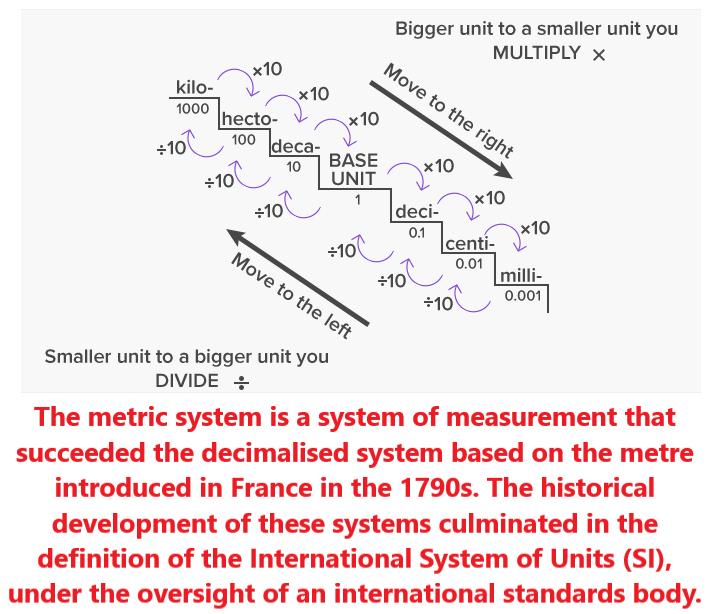 Bigger unit to a smaller unit you
MULTIPLY ×
Move to the right
kilo-
1000
×10
hecto-
100
×10
deca-
10
×10
BASE
UNIT
1
×10
deci-
0.1
×10
centi-
0.01
×10
milli-
0.001
÷10
÷10
÷10
÷10
÷10
÷10
Move to the left
Smaller unit to a bigger unit you
DIVIDE ÷
The metric system is a system of measurement that
succeeded the decimalised system based on the metre
introduced in France in the 1790s. The historical
development of these systems culminated in the
definition of the International System of Units (SI),
under the oversight of an international standards body.